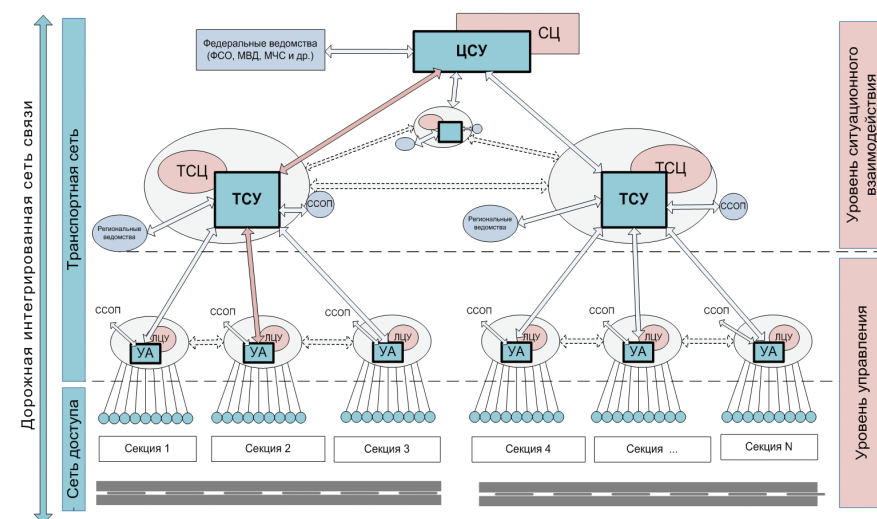 Дорожная интегрированная сеть связи
Транспортная сеть
Сеть доступа
Федеральные ведомства
(ФСО, МВД, МЧС и др.)
СЦ
ЦСУ
ТСЦ
ТСУ
ССОП
Региональные
ведомства
ТСЦ
ТСУ
ССОП
Региональные
ведомства
ССОП
ЛЦУ
УА
ССОП
ЛЦУ
УА
ССОП
ЛЦУ
УА
ССОП
ЛЦУ
УА
ССОП
ЛЦУ
УА
ССОП
ЛЦУ
УА
Секция 1
Секция 2
Секция 3
Секция 4
Секция ...
Секция N
Уровень ситуационного
взаимодействия
Уровень управления